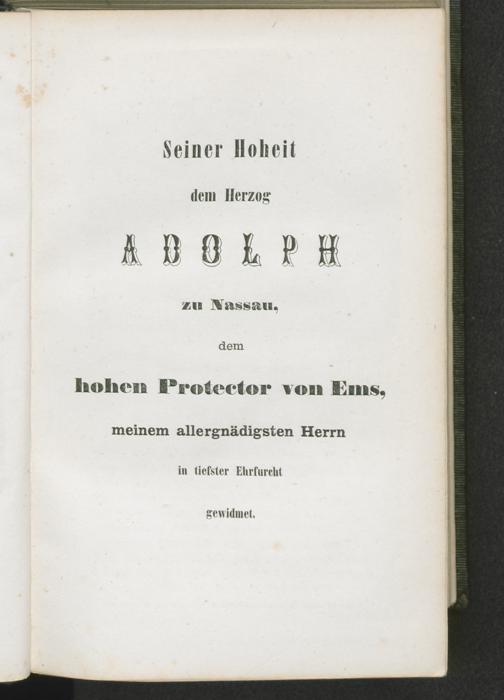 Seiner Hoheit
dem Herzog
ADOLPH
zu Nassau,
dem
hohen Protector von Ems,
meinem allergnädigsten Herrn
in tiefster Ehrfurcht
gewidmet.